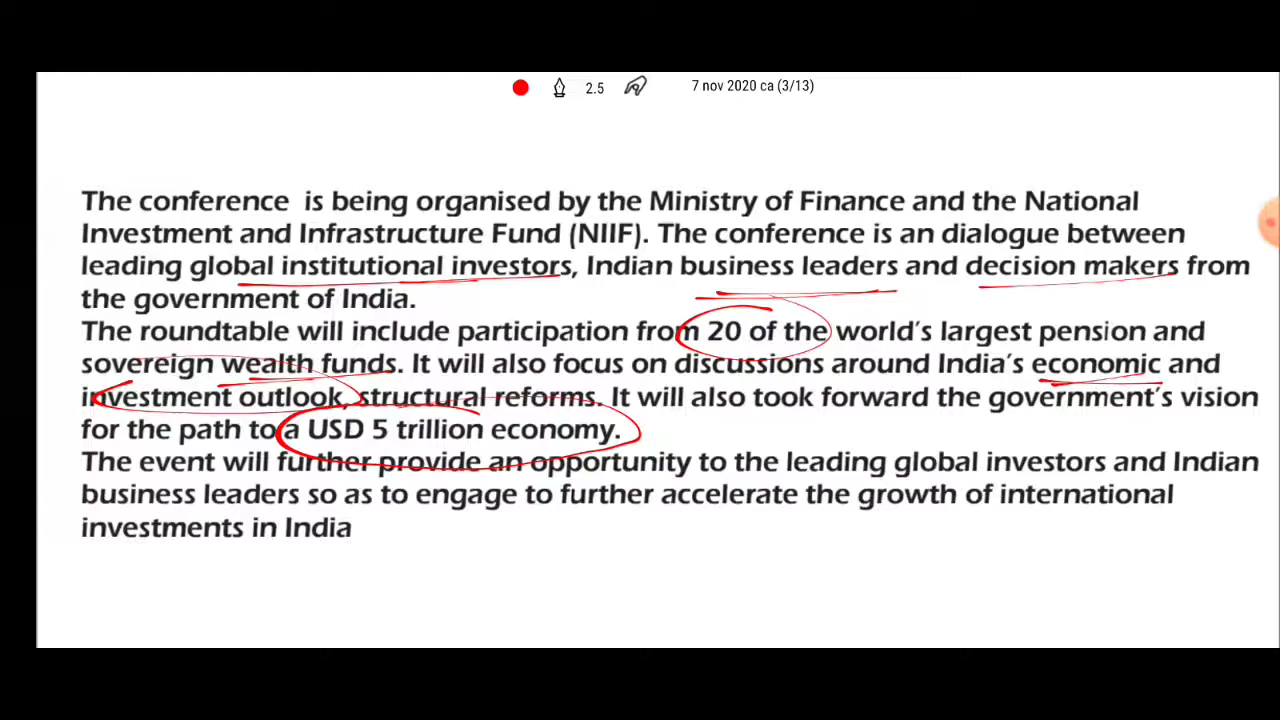 2.5
7 nov 2020 ca (3/13)
The conference is being organised by the Ministry of Finance and the National
Investment and Infrastructure Fund (NIIF). The conference is an dialogue between
leading global institutional investors, Indian business leaders and decision makers from
the government of India.
The roundtable will include participation from 20 of the world's largest pension and
sovereign wealth funds. It will also focus on discussions around India's economic and
investment outlook, structural reforms. It will also took forward the government's vision
for the path to a USD 5 trillion economy.
The event will further provide an opportunity to the leading global investors and Indian
business leaders so as to engage to further accelerate the growth of international
investments in India